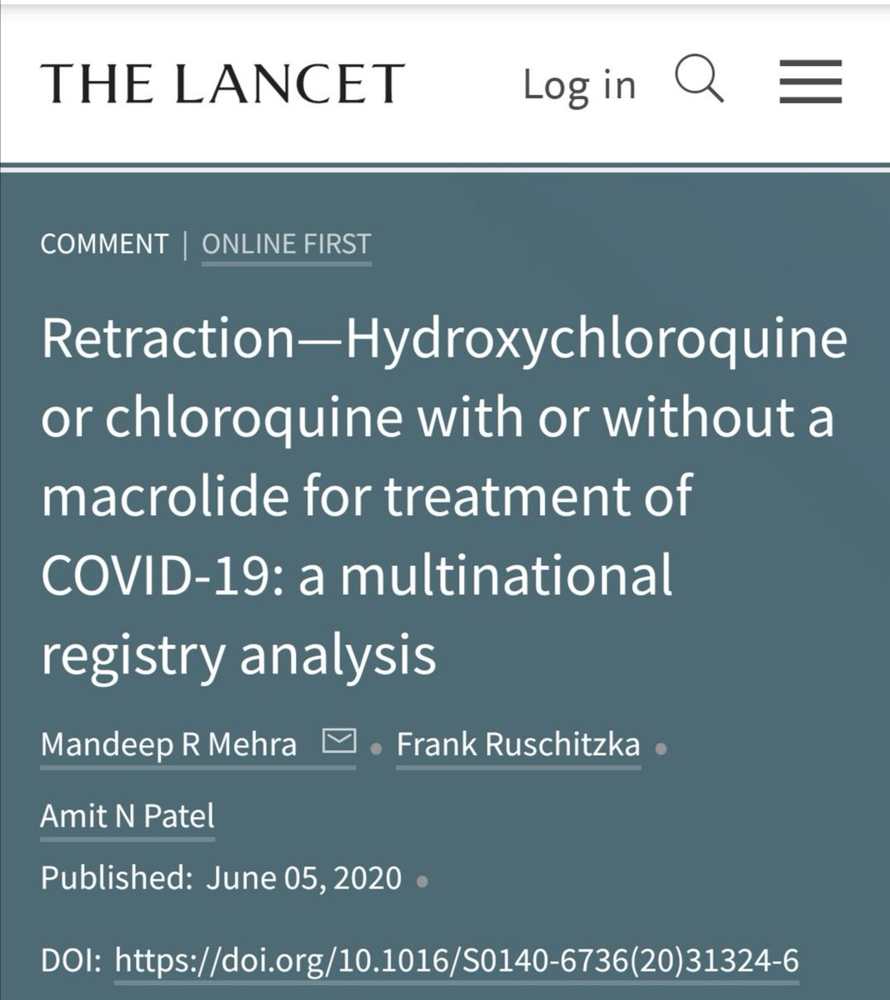 THE LANCET Log in
COMMENT | ONLINE FIRST
Retraction—Hydroxychloroquine
or chloroquine with or without a
macrolide for treatment of
COVID-19: a multinational
registry analysis
Mandeep R Mehra • Frank Ruschitzka •
Amit N Patel
Published: June 05, 2020 •
DOI: https://doi.org/10.1016/S0140-6736(20)31324-6